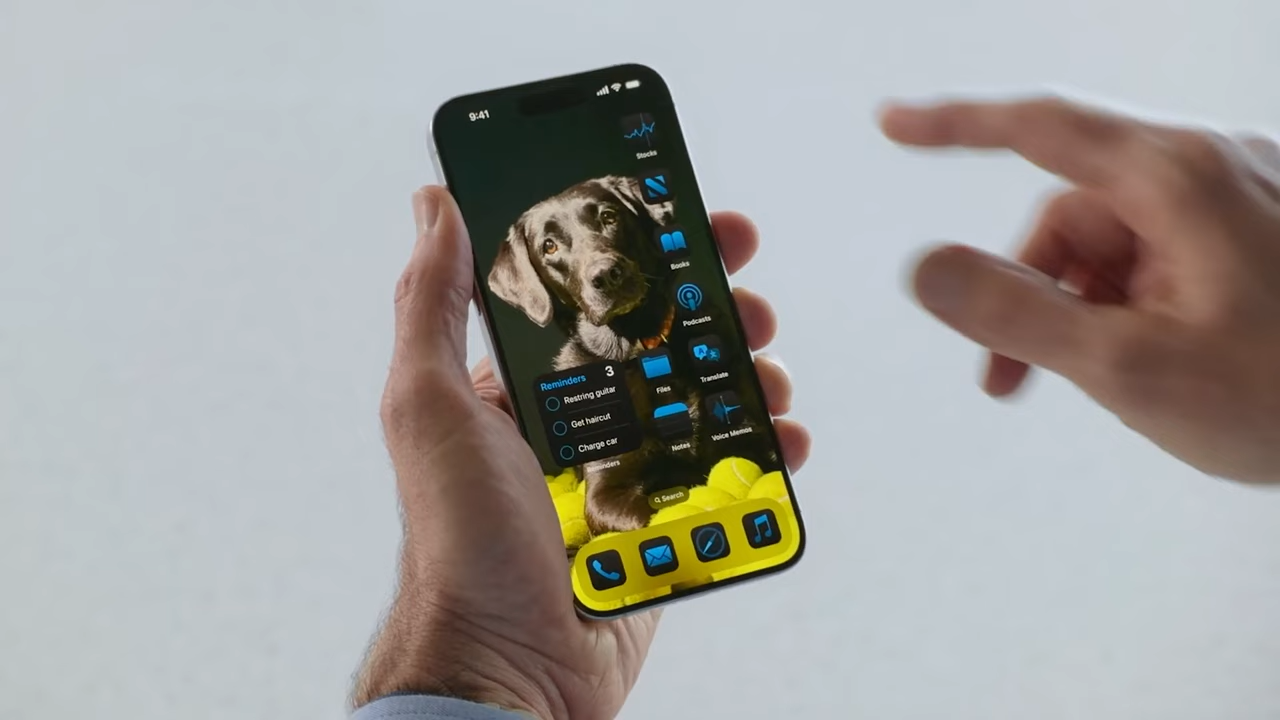 9:41
Stocks
Books
Podcasts
Reminders 3
Restring guitar
Get haircut
Charge car
Reminders
Files
Translate
Notes
Voice Memos
Search